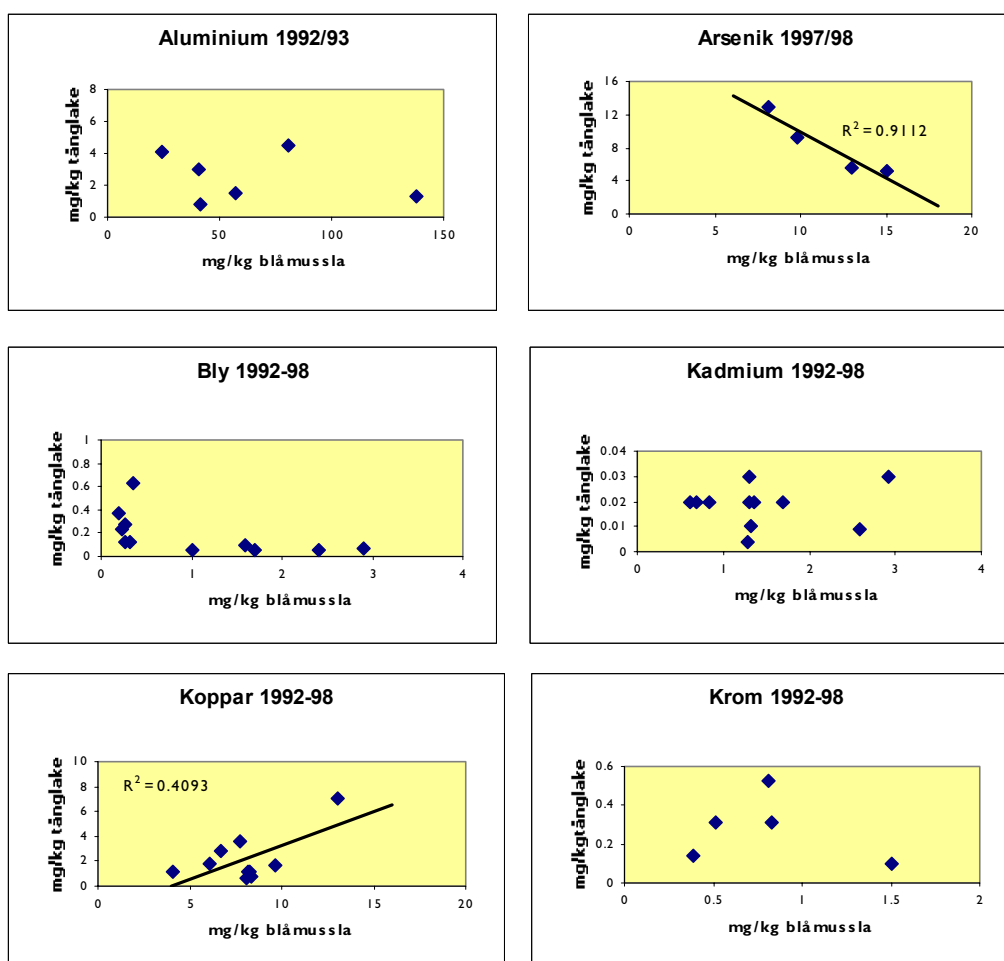 Aluminium 1992/93
mg/kg tånglake
8
6
4
2
0
0 50 100 150
mg/kg blåmussla
Arsenik 1997/98
mg/kg tånglake
16
12
8
4
0
R² = 0.9112
0 5 10 15 20
mg/kg blåmussla
Bly 1992-98
mg/kg tånglake
1
0.8
0.6
0.4
0.2
0
0 1 2 3 4
mg/kg blåmussla
Kadmium 1992-98
mg/kg tånglake
0.04
0.03
0.02
0.01
0
0 1 2 3 4
mg/kg blåmussla
Koppar 1992-98
mg/kg tånglake
10
8
6
4
2
0
R² = 0.4093
0 5 10 15 20
mg/kg blåmussla
Krom 1992-98
mg/kgtånglake
0.6
0.4
0.2
0
0 0.5 1 1.5 2
mg/kg blåmussla